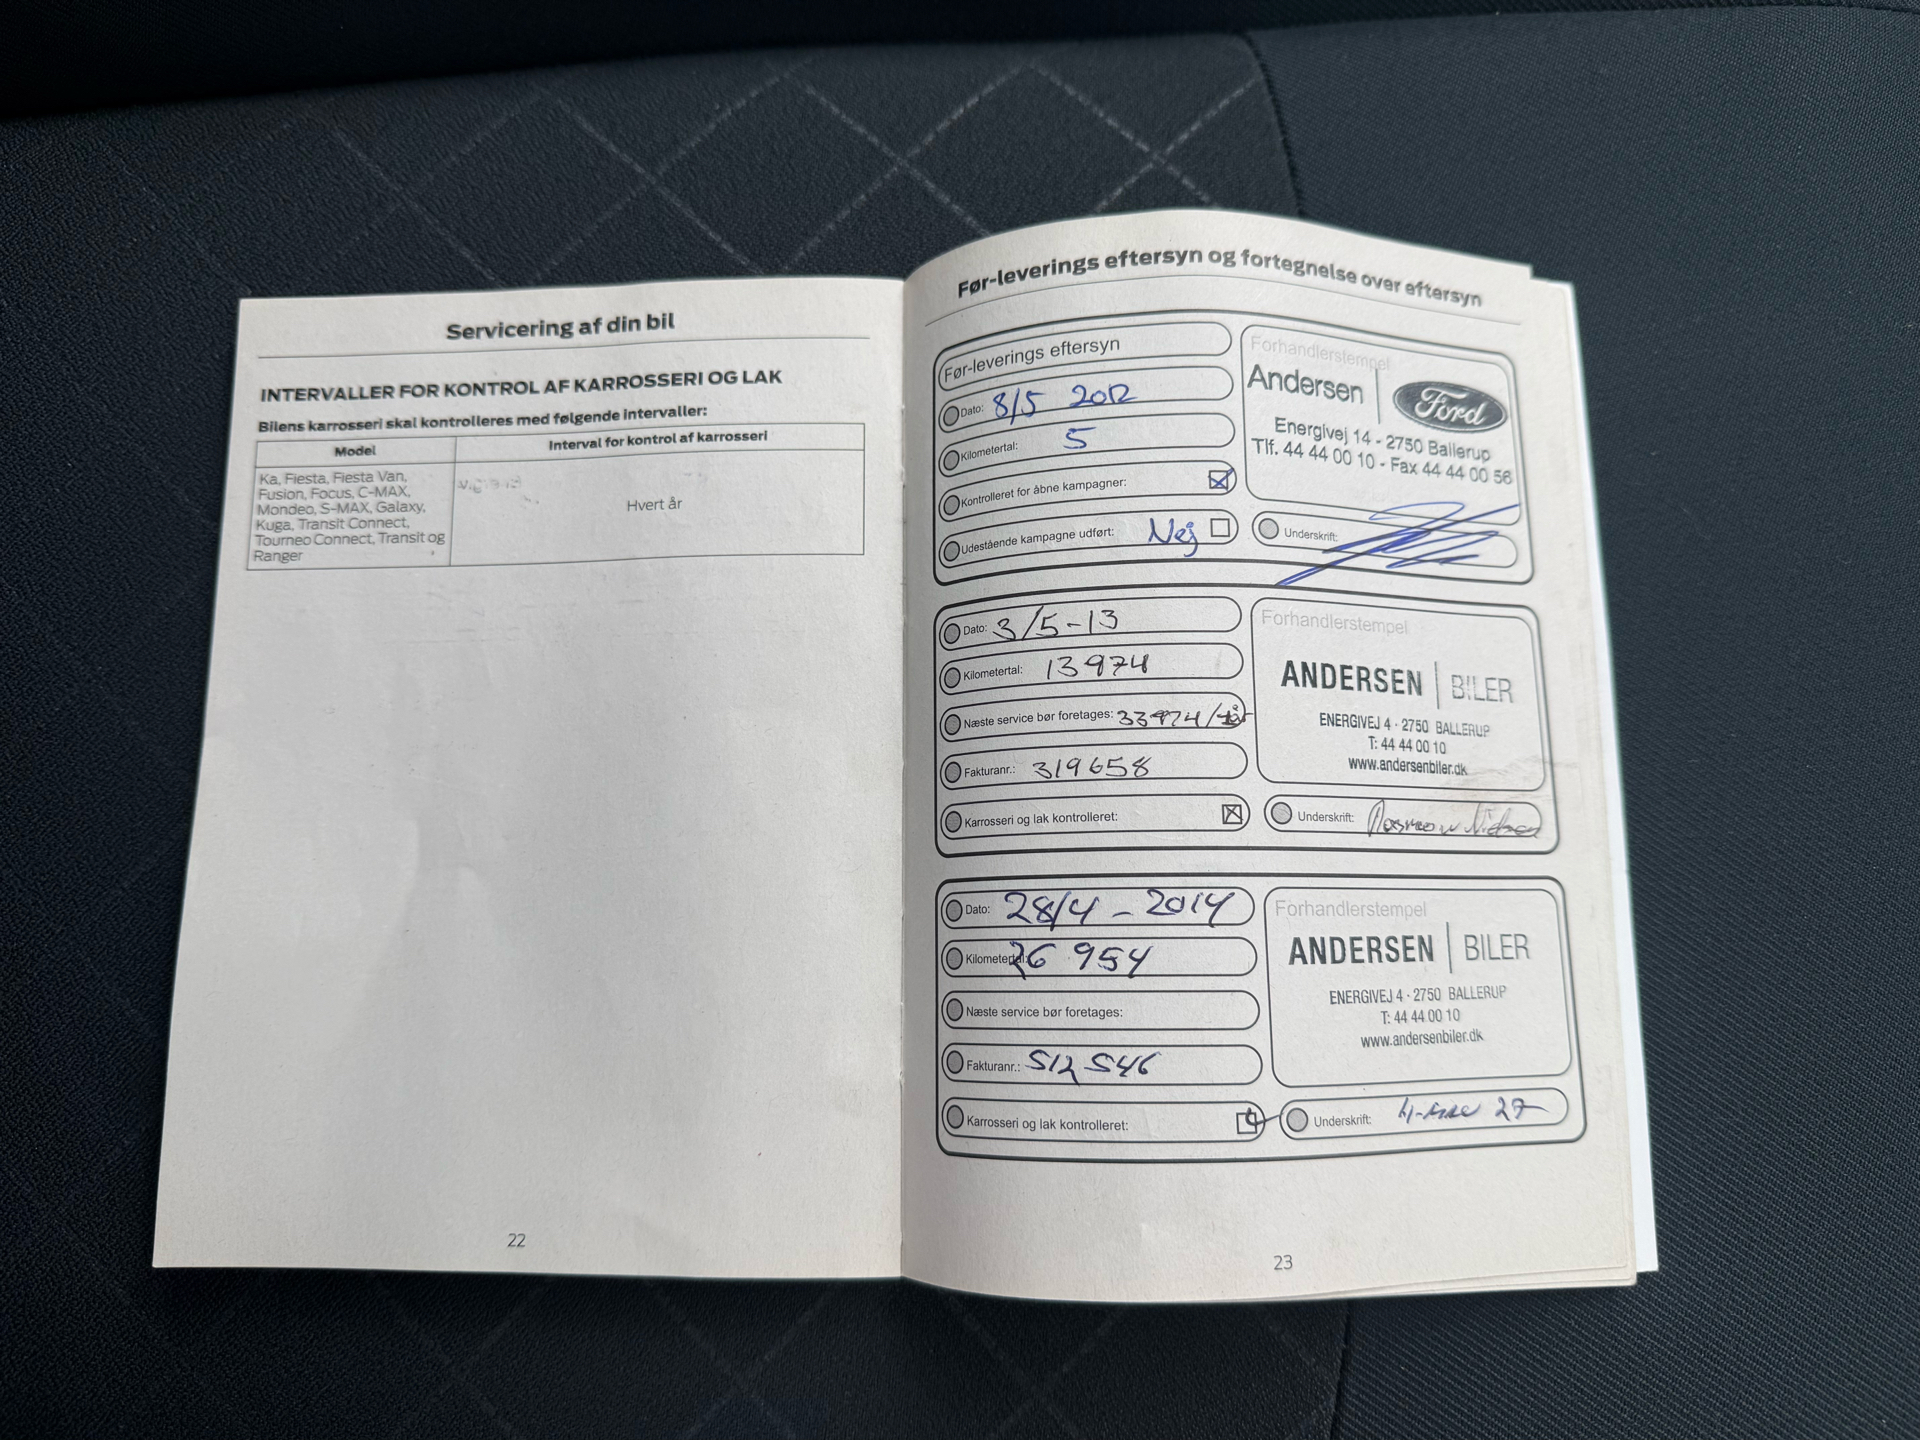 Servicering af din bil
INTERVALLER FOR KONTROL AF KARROSSERI OG LAK
Bilens karrosseri skal kontrolleres med følgende intervaller:
Model
Interval for kontrol af karrosseri
Ka, Fiesta, Fiesta Van,
Fusion, Focus, C-MAX,
Mondeo, S-MAX, Galaxy,
Kuga, Transit Connect,
Tourneo Connect, Transit og
Ranger
Hvert år
22
Før-leverings eftersyn og fortegnelse over eftersyn
Før-leverings eftersyn
Dato: 8/5 2012
Kilometertal: 5
Kontrolleret for åbne kampagner:
Udestående kampagne udført: Nej
Forhandlerstempel
Andersen Ford
Energivej 14 - 2750 Ballerup
Tlf. 44 44 00 10 - Fax 44 44 00 56
Underskrift:
Dato: 3/5-13
Kilometertal: 13974
Næste service bør foretages: 33974/1år
Fakturanr.: 319658
Karrosseri og lak kontrolleret:
Forhandlerstempel
ANDERSEN BILER
ENERGIVEJ 4 · 2750 BALLERUP
T: 44 44 00 10
www.andersenbiler.dk
Underskrift:
Dato: 28/4 - 2014
Kilometertal: 26 954
Næste service bør foretages:
Fakturanr.: 512546
Karrosseri og lak kontrolleret:
Forhandlerstempel
ANDERSEN BILER
ENERGIVEJ 4 · 2750 BALLERUP
T: 44 44 00 10
www.andersenbiler.dk
Underskrift: 27
23